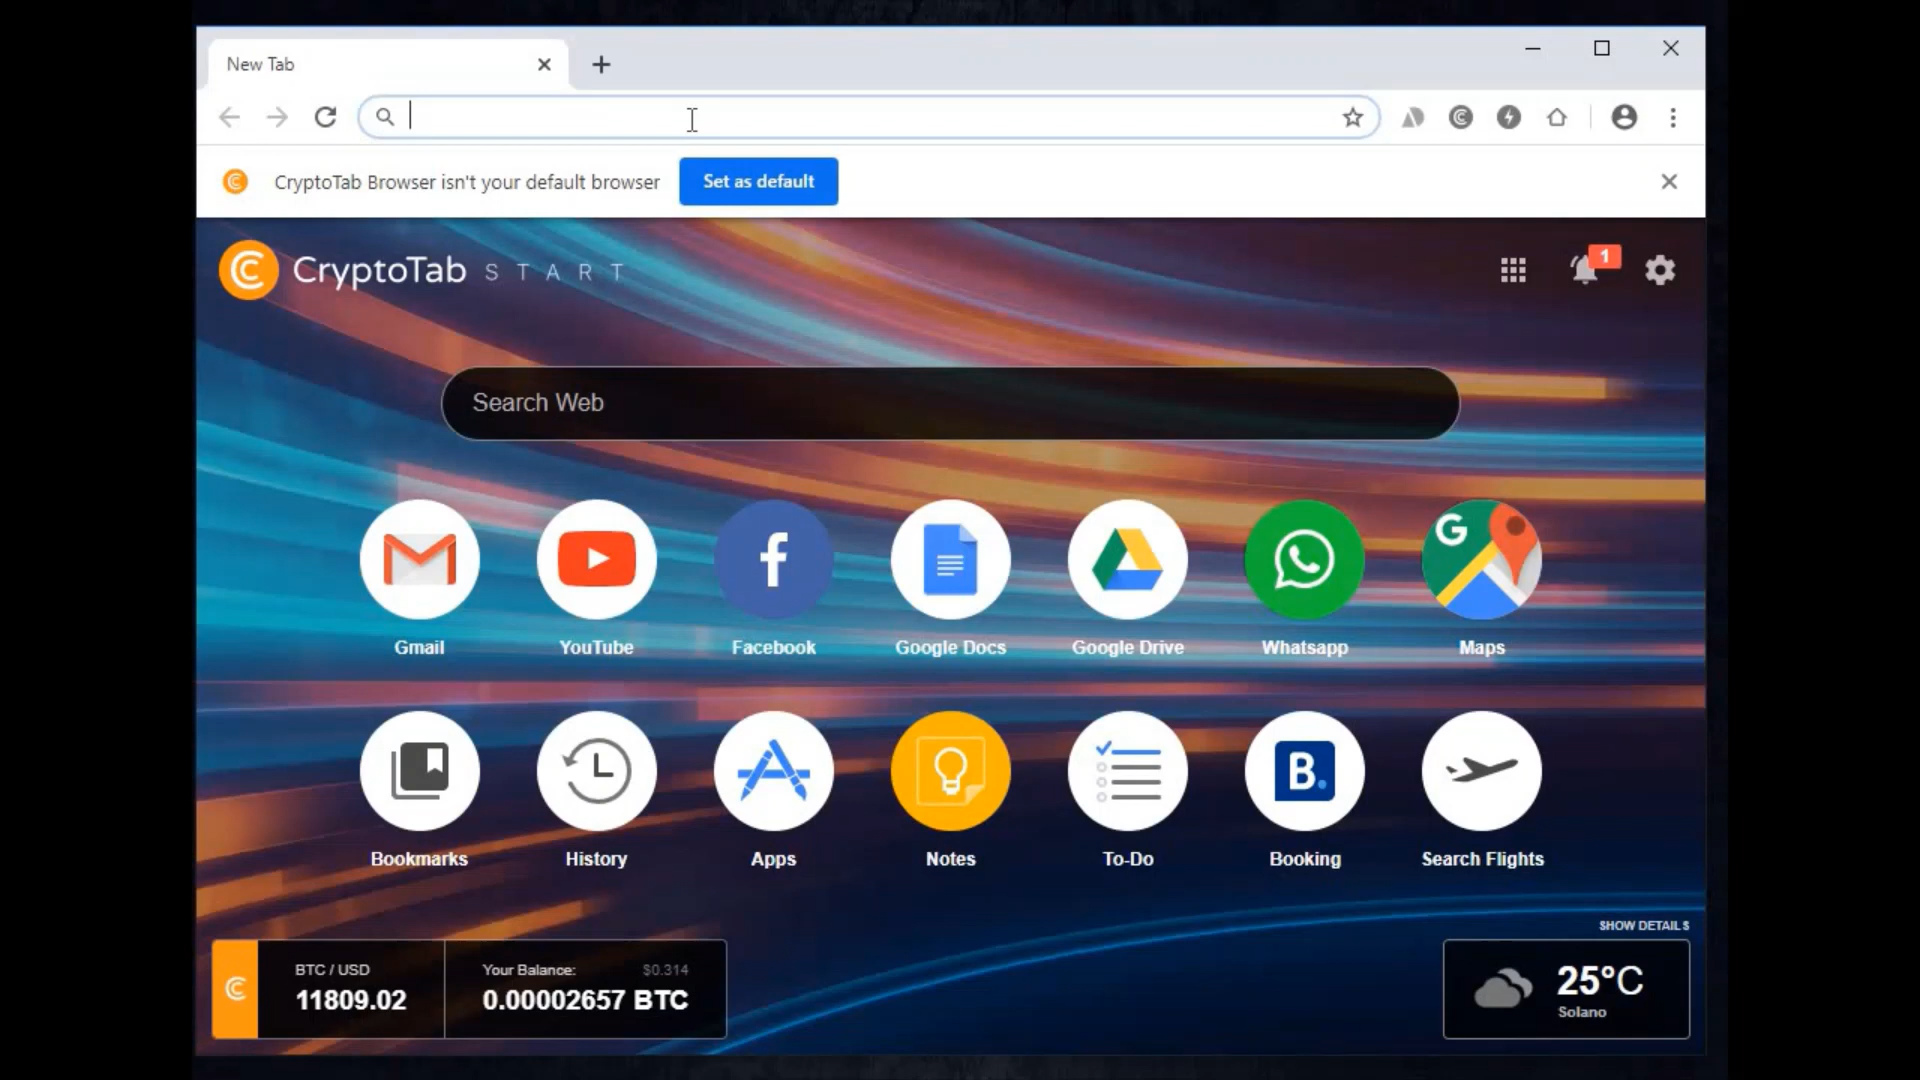 New Tab
CryptoTab Browser isn't your default browser
Set as default
CryptoTab START
1
Search Web
Gmail
YouTube
Facebook
Google Docs
Google Drive
Whatsapp
Maps
Bookmarks
History
Apps
Notes
To-Do
Booking
Search Flights
SHOW DETAILS
BTC / USD
11809.02
Your Balance: $0.314
0.00002657 BTC
25°C
Solano